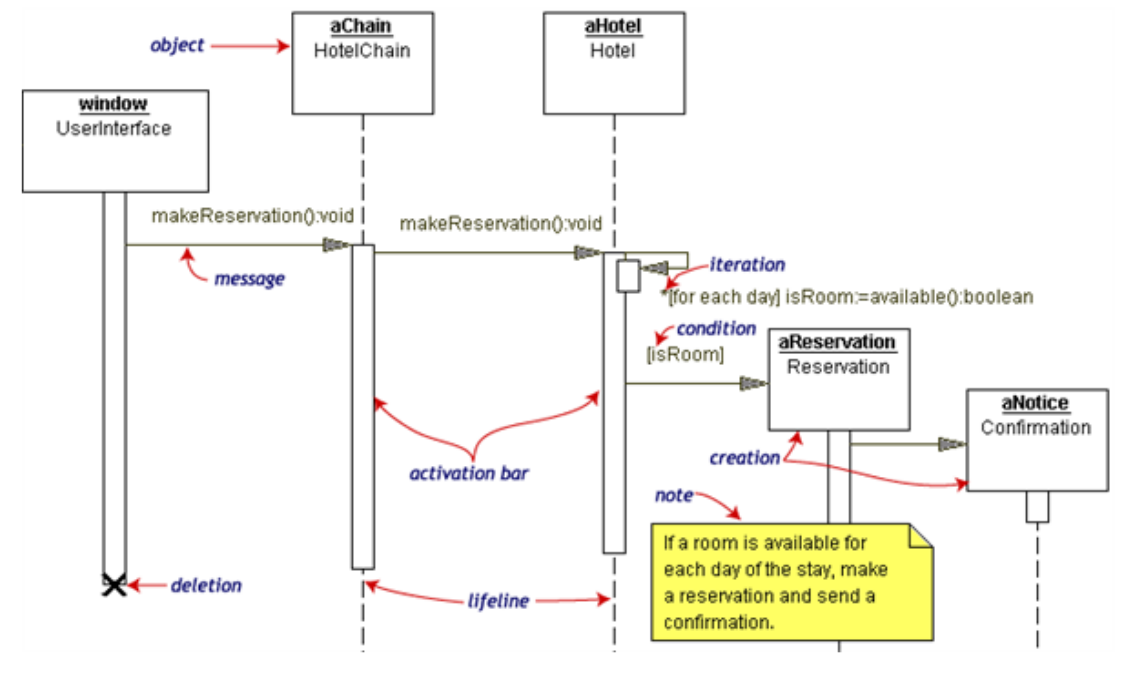 aChain
HotelChain
aHotel
Hotel
object
window
UserInterface
makeReservation():void
makeReservation():void
message
iteration
*[for each day] isRoom:=available():boolean
condition
[isRoom]
aReservation
Reservation
aNotice
Confirmation
activation bar
creation
note
If a room is available for
each day of the stay, make
a reservation and send a
confirmation.
deletion
lifeline